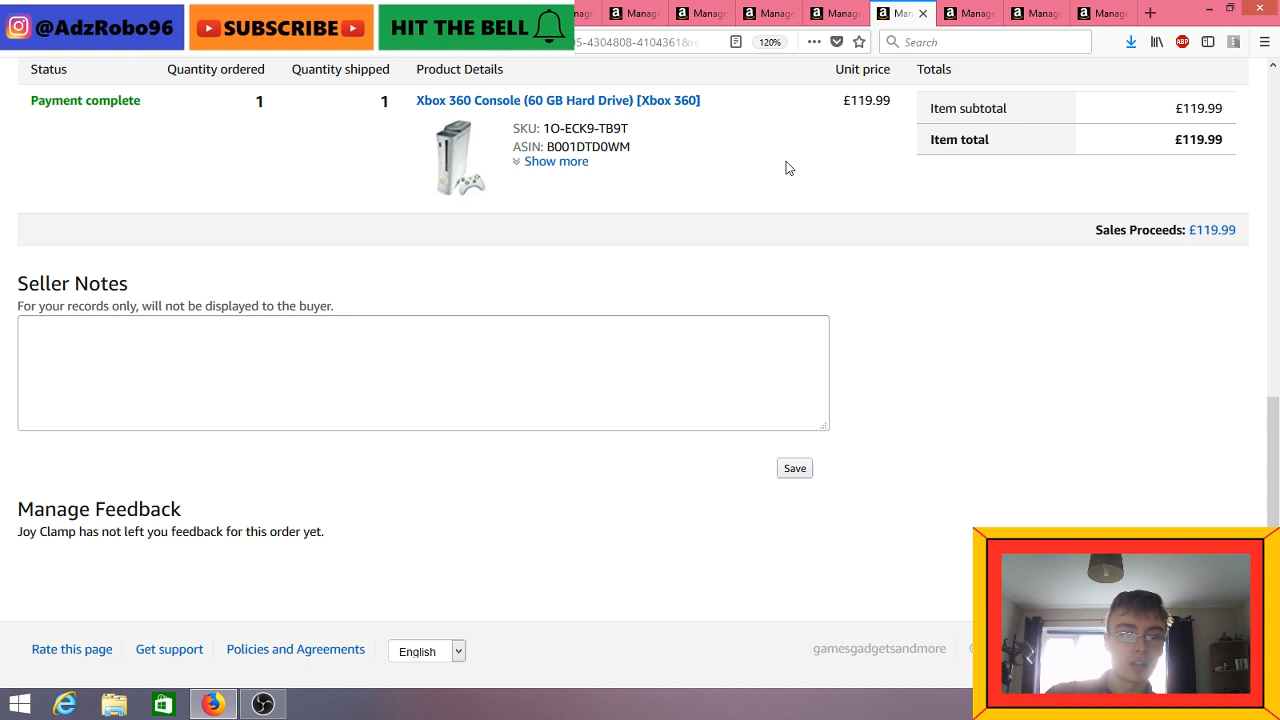 @AdzRobo96
SUBSCRIBE
HIT THE BELL
Manage
Manage
Manage
Manage
Man
Manage
Manage
Manage
5-4304808-4104361&re
120%
Search
ABP
Status
Quantity ordered
Quantity shipped
Product Details
Unit price
Totals
Payment complete
1
1
Xbox 360 Console (60 GB Hard Drive) [Xbox 360]
£119.99
Item subtotal
£119.99
SKU: 1O-ECK9-TB9T
Item total
£119.99
ASIN: B001DTD0WM
Show more
Sales Proceeds: £119.99
Seller Notes
For your records only, will not be displayed to the buyer.
Save
Manage Feedback
Joy Clamp has not left you feedback for this order yet.
Rate this page
Get support
Policies and Agreements
English
gamesgadgetsandmore